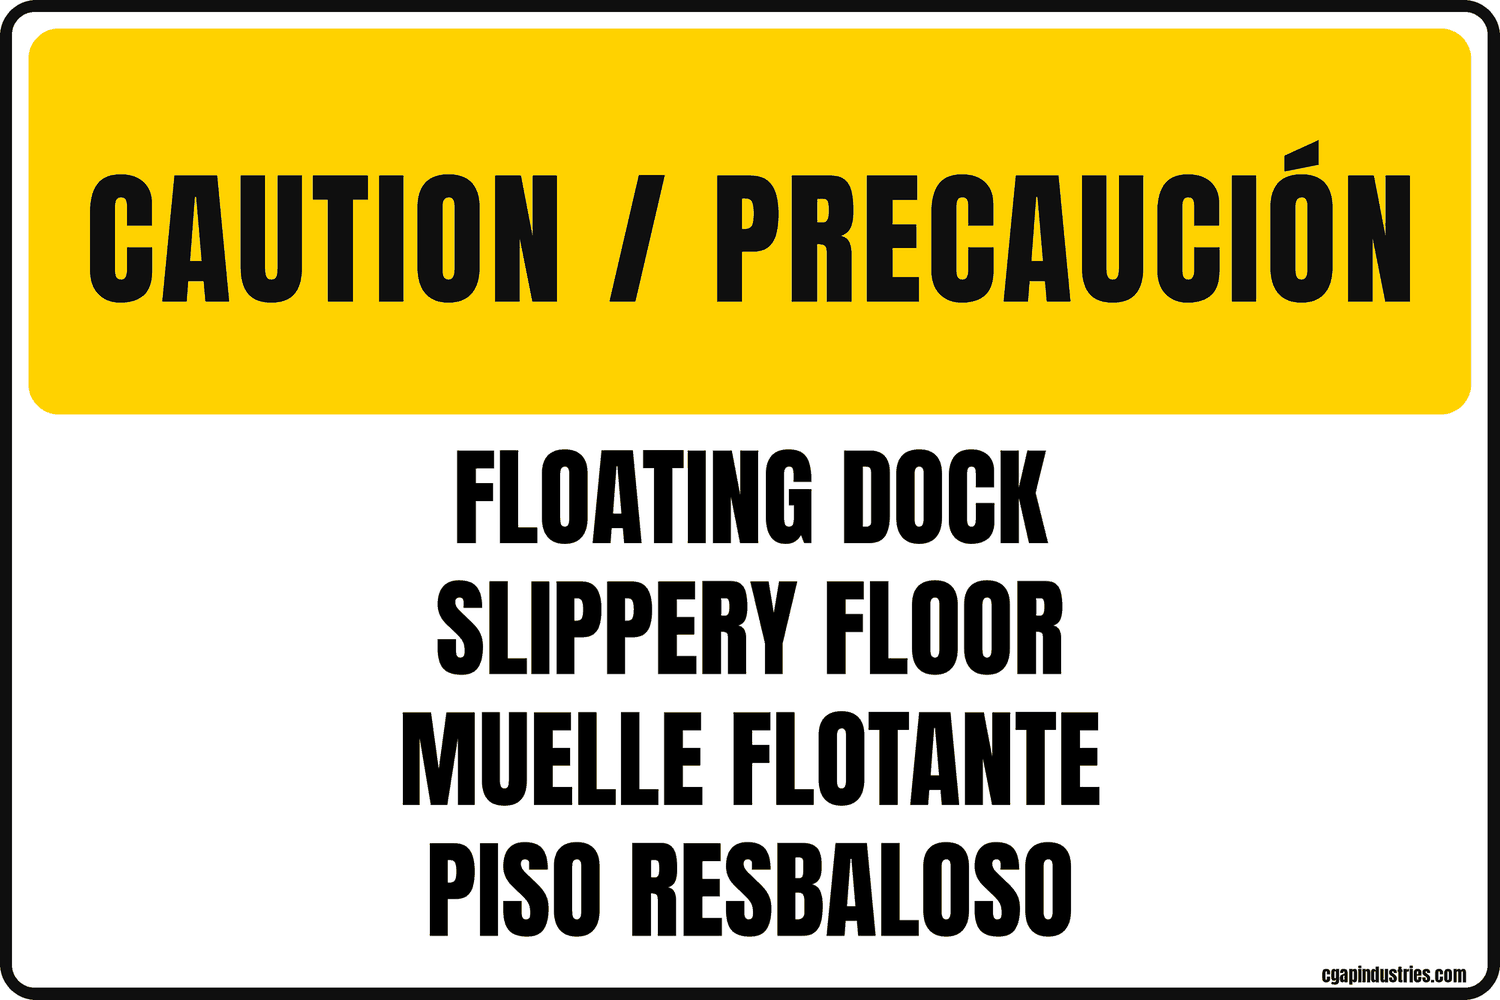 CAUTION / PRECAUCIÓN
FLOATING DOCK
SLIPPERY FLOOR
MUELLE FLOTANTE
PISO RESBALOSO
cgapindustries.com